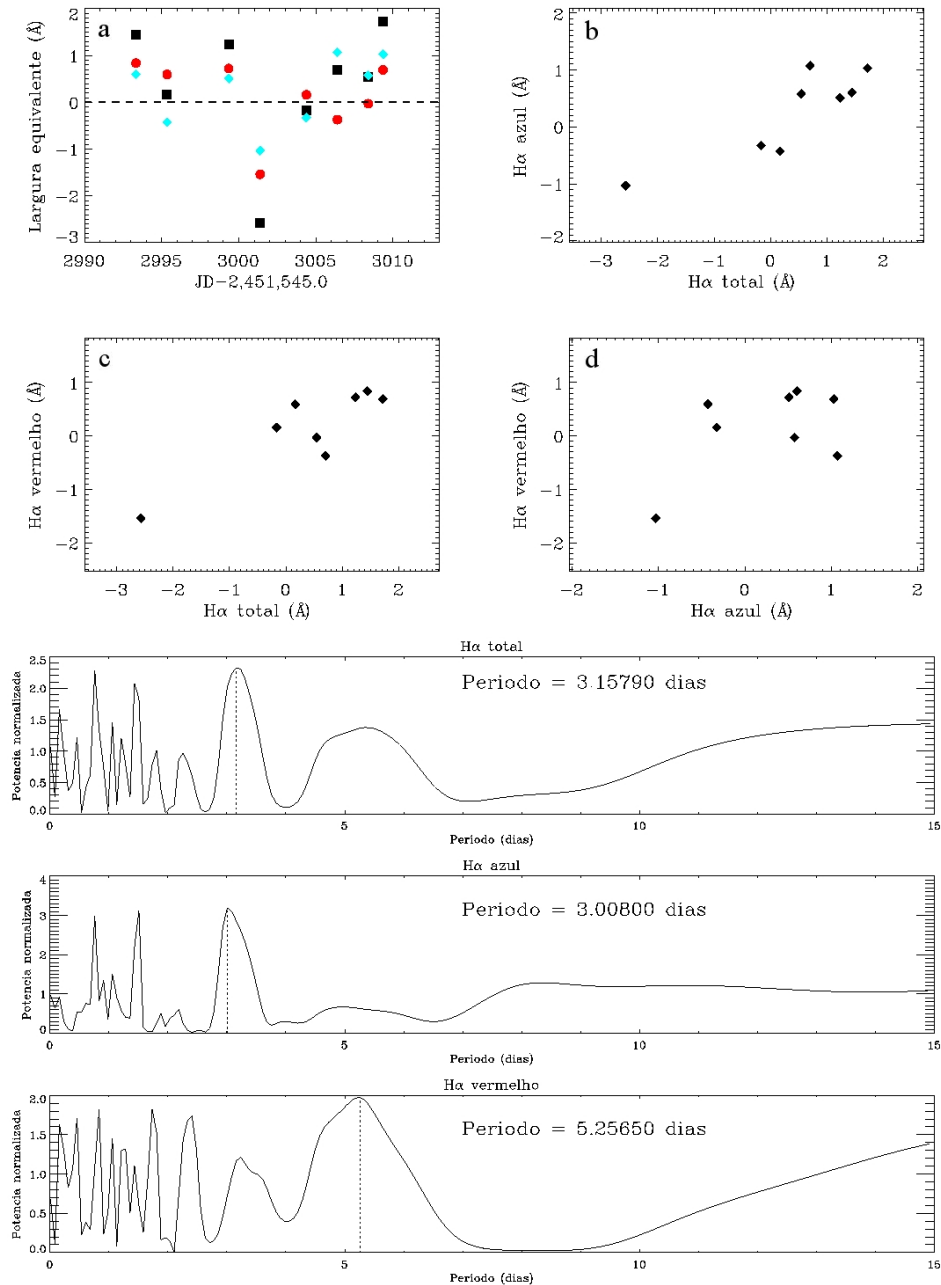 a
Largura equivalente (Å)
2
1
0
−1
−2
−3
2990 2995 3000 3005 3010
JD−2,451,545.0
b
Hα azul (Å)
2
1
0
−1
−2
−3 −2 −1 0 1 2
Hα total (Å)
c
Hα vermelho (Å)
1
0
−1
−2
−3 −2 −1 0 1 2
Hα total (Å)
d
Hα vermelho (Å)
1
0
−1
−2
−2 −1 0 1 2
Hα azul (Å)
Hα total
Potencia normalizada
2.5
2.0
1.5
1.0
0.5
0.0
Periodo = 3.15790 dias
0 5 10 15
Periodo (dias)
Hα azul
Potencia normalizada
4
3
2
1
0
Periodo = 3.00800 dias
0 5 10 15
Periodo (dias)
Hα vermelho
Potencia normalizada
2.0
1.5
1.0
0.5
0.0
Periodo = 5.25650 dias
0 5 10 15
Periodo (dias)